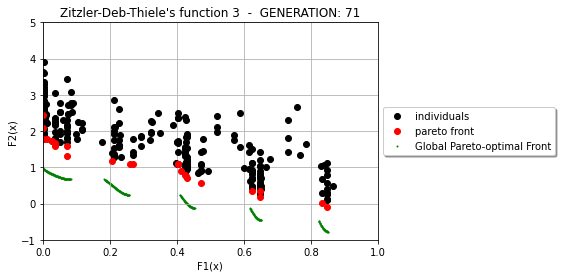 Zitzler-Deb-Thiele's function 3 - GENERATION: 71
5
4
3
2
1
0
−1
F2(x)
0.0 0.2 0.4 0.6 0.8 1.0
F1(x)
individuals
pareto front
Global Pareto-optimal Front